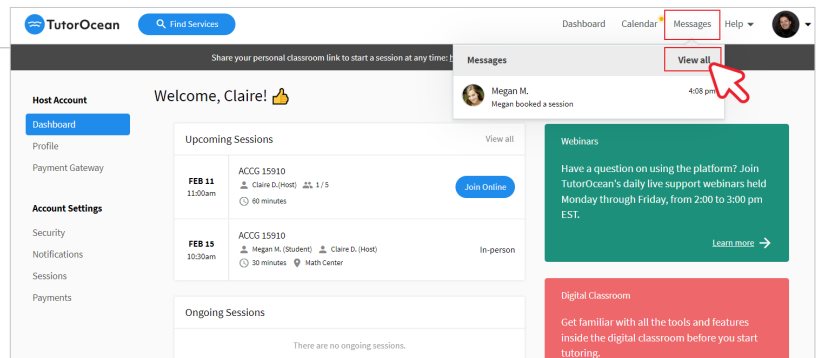 TutorOcean
Find Services
Dashboard
Calendar
Messages
Help
Share your personal classroom link to start a session at any time:
Messages
View all
Megan M.
4:08 pm
Megan booked a session
Host Account
Dashboard
Profile
Payment Gateway
Account Settings
Security
Notifications
Sessions
Payments
Welcome, Claire! 👍
Upcoming Sessions
View all
FEB 11
11:00am
ACCG 15910
Claire D.(Host) 1 / 5
60 minutes
Join Online
FEB 15
10:30am
ACCG 15910
Megan M. (Student) Claire D. (Host)
30 minutes Math Center
In-person
Ongoing Sessions
There are no ongoing sessions.
Webinars
Have a question on using the platform? Join
TutorOcean's daily live support webinars held
Monday through Friday, from 2:00 to 3:00 pm
EST.
Learn more
Digital Classroom
Get familiar with all the tools and features
inside the digital classroom before you start
tutoring.